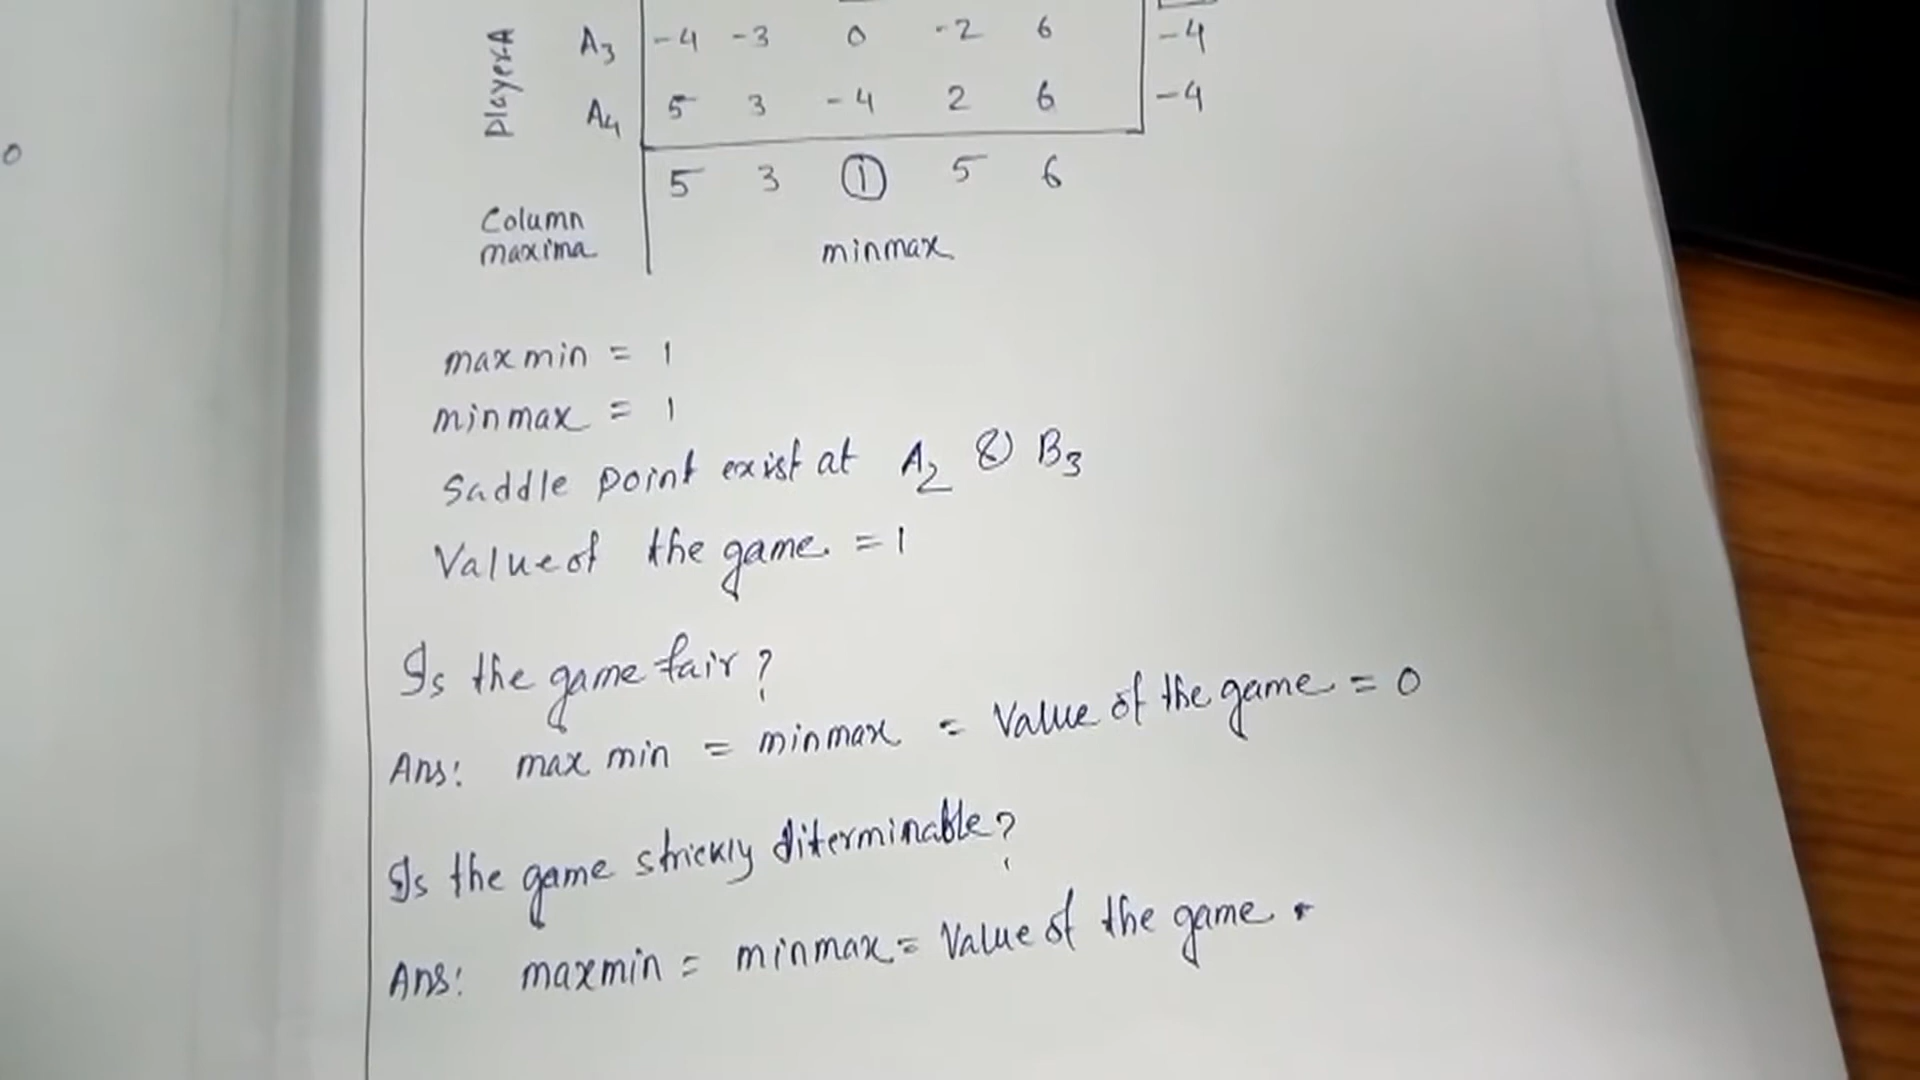 Player A
A3 -4 -3 0 -2 6 -4
A4 5 3 -4 2 6 -4
5 3 1 5 6
Column
maxima
minmax
maxmin = 1
minmax = 1
saddle point exist at A2 & B3
Value of the game = 1
Is the game fair?
Ans: max min = minmax = Value of the game = 0
Is the game strickly diterminable?
Ans: maxmin = minmax = Value of the game.
0